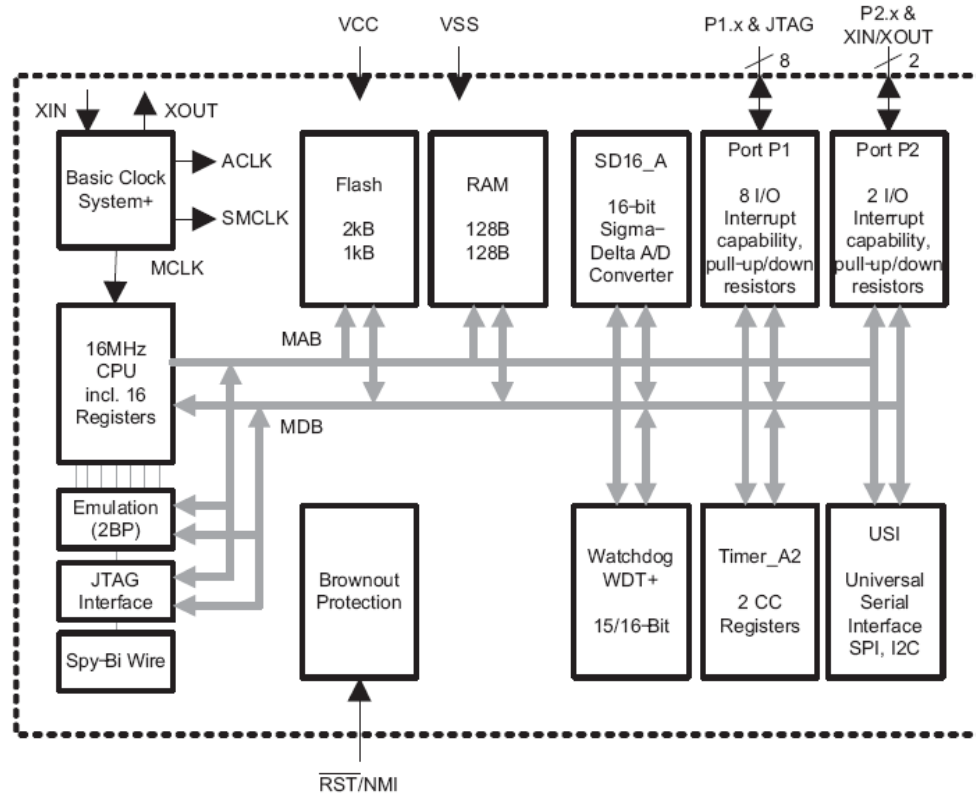 VCC
VSS
P1.x & JTAG
8
P2.x &
XIN/XOUT
2
XIN
XOUT
Basic Clock
System+
ACLK
SMCLK
MCLK
Flash
2kB
1kB
RAM
128B
128B
SD16_A
16-bit
Sigma-
Delta A/D
Converter
Port P1
8 I/O
Interrupt
capability,
pull-up/down
resistors
Port P2
2 I/O
Interrupt
capability,
pull-up/down
resistors
16MHz
CPU
incl. 16
Registers
MAB
MDB
Emulation
(2BP)
JTAG
Interface
Spy-Bi Wire
Brownout
Protection
Watchdog
WDT+
15/16-Bit
Timer_A2
2 CC
Registers
USI
Universal
Serial
Interface
SPI, I2C
RST/NMI